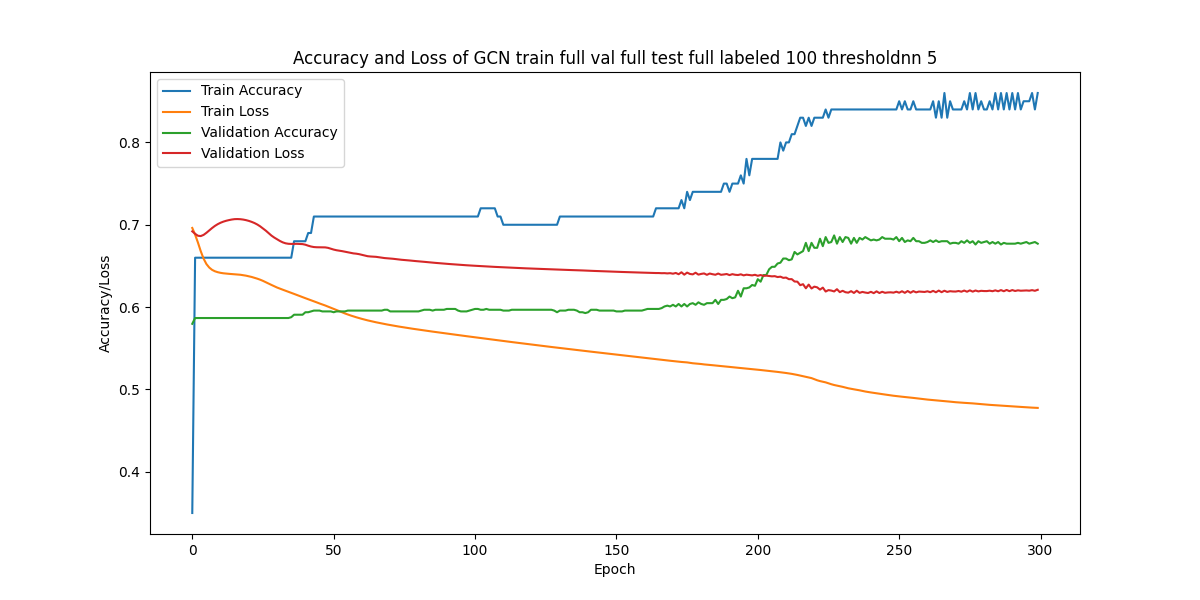 Accuracy and Loss of GCN train full val full test full labeled 100 thresholdnn 5
Train Accuracy
Train Loss
Validation Accuracy
Validation Loss
0.8
0.7
0.6
0.5
0.4
Accuracy/Loss
0 50 100 150 200 250 300
Epoch